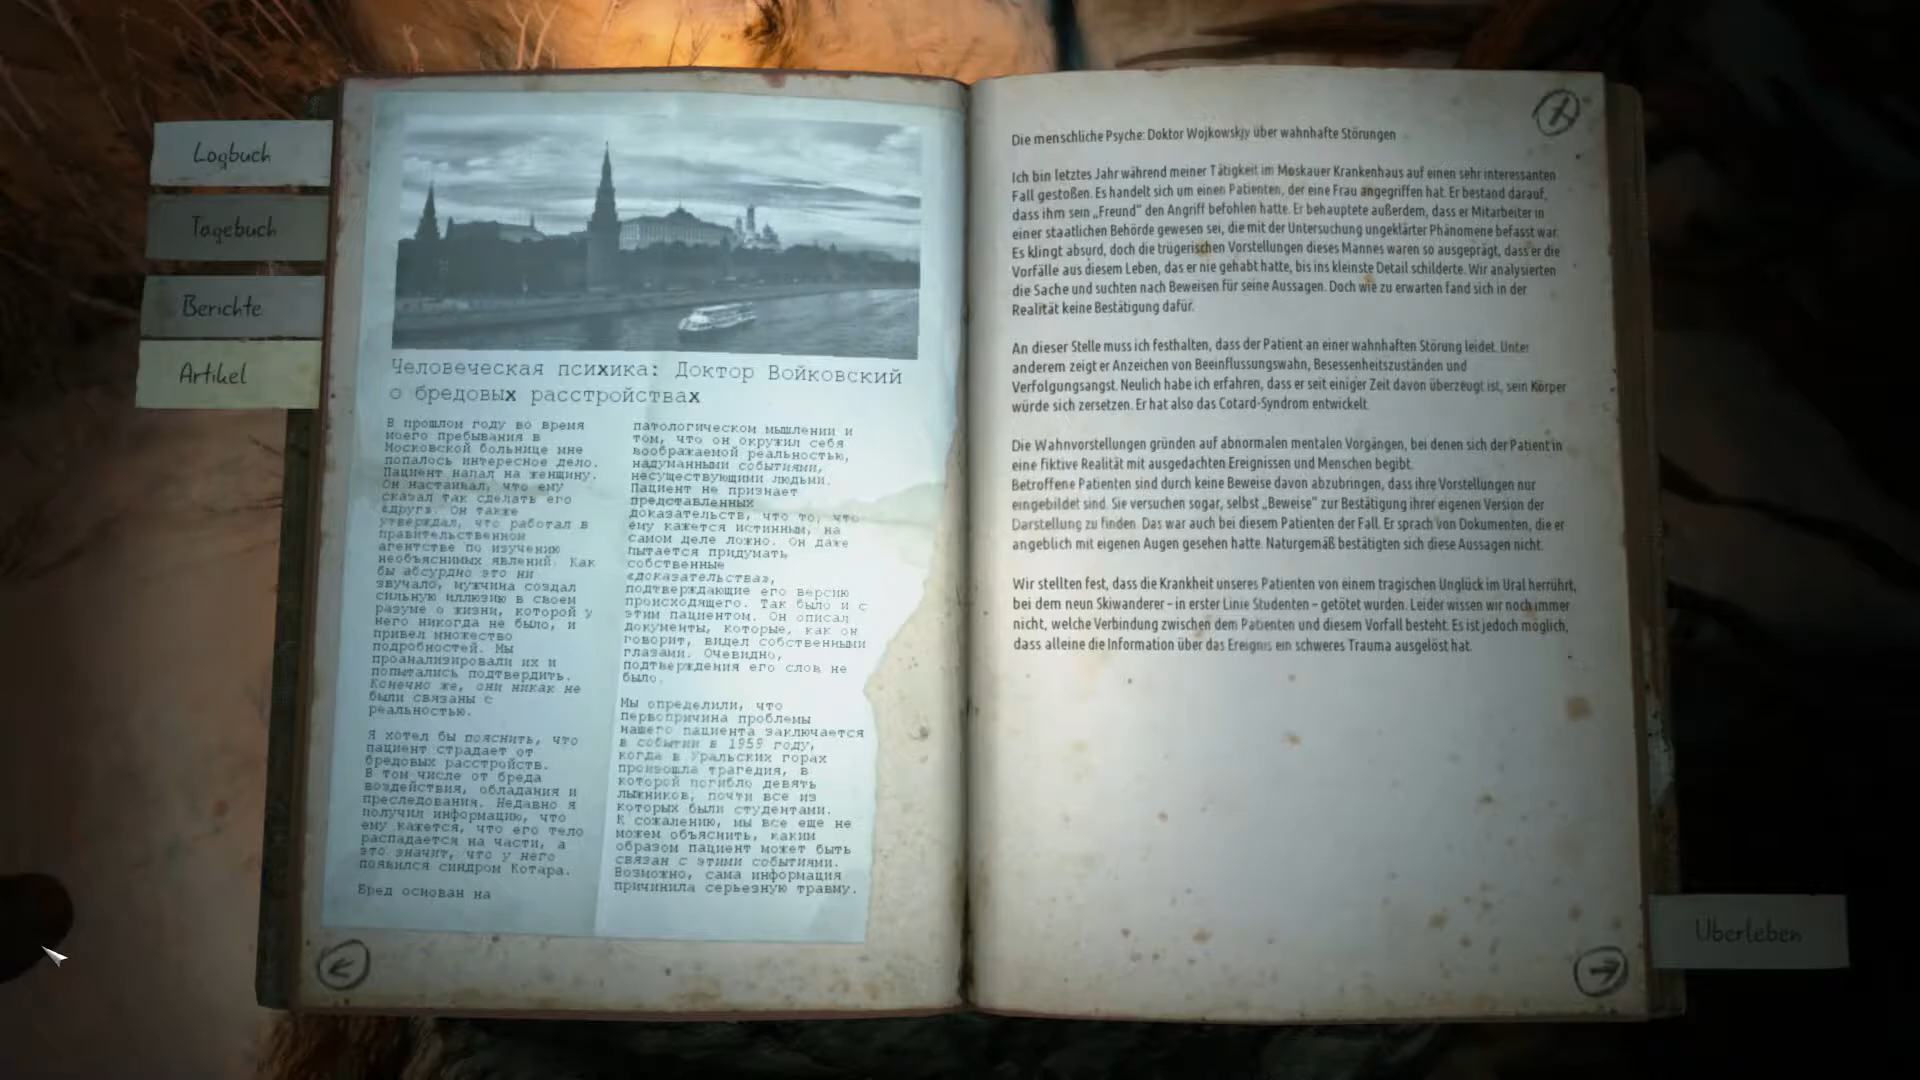 Logbuch
Tagebuch
Berichte
Artikel
Человеческая психика: Доктор Войковский
о бредовых расстройствах
В прошлом году во время
моего пребывания в
Московской больнице мне
попалось интересное дело.
Пациент напал на женщину.
Он настаивал, что ему
сказал так сделать его
«друг». Он также
утверждал, что работал в
правительственном
агентстве по изучению
необъяснимых явлений. Как
бы абсурдно это ни
звучало, мужчина создал
сильную иллюзию в своем
разуме о жизни, которой у
него никогда не было, и
привел множество
подробностей. Мы
проанализировали их и
попытались подтвердить.
Конечно же, они никак не
были связаны с
реальностью.
Я хотел бы пояснить, что
пациент страдает от
бредовых расстройств.
В том числе от бреда
воздействия, обладания и
преследования. Недавно я
получил информацию, что
ему кажется, что его тело
распадается на части, а
это значит, что у него
появился синдром Котара.
Бред основан на
патологическом мышлении и
том, что он окружил себя
воображаемой реальностью,
надуманными событиями,
несуществующими людьми.
Пациент не признает
представленных
доказательств, что то, что
ему кажется истинным, на
самом деле ложно. Он даже
пытается придумать
собственные
«доказательства»,
подтверждающие его версию
происходящего. Так было и с
этим пациентом. Он описал
документы, которые, как он
говорит, видел собственными
глазами. Очевидно,
подтверждения его слов не
было.
Мы определили, что
первопричина проблемы
нашего пациента заключается
в событии в 1959 году,
когда в Уральских горах
произошла трагедия, в
которой погибло девять
лыжников, почти все из
которых были студентами.
К сожалению, мы все еще не
можем объяснить, каким
образом пациент может быть
связан с этими событиями.
Возможно, сама информация
причинила серьезную травму.
Die menschliche Psyche: Doktor Wojkowskjy über wahnhafte Störungen
Ich bin letztes Jahr während meiner Tätigkeit im Moskauer Krankenhaus auf einen sehr interessanten
Fall gestoßen. Es handelt sich um einen Patienten, der eine Frau angegriffen hat. Er bestand darauf,
dass ihm sein „Freund“ den Angriff befohlen hatte. Er behauptete außerdem, dass er Mitarbeiter in
einer staatlichen Behörde gewesen sei, die mit der Untersuchung ungeklärter Phänomene befasst war.
Es klingt absurd, doch die trügerischen Vorstellungen dieses Mannes waren so ausgeprägt, dass er die
Vorfälle aus diesem Leben, das er nie gehabt hatte, bis ins kleinste Detail schilderte. Wir analysierten
die Sache und suchten nach Beweisen für seine Aussagen. Doch wie zu erwarten fand sich in der
Realität keine Bestätigung dafür.
An dieser Stelle muss ich festhalten, dass der Patient an einer wahnhaften Störung leidet. Unter
anderem zeigt er Anzeichen von Beeinflussungswahn, Besessenheitszuständen und
Verfolgungsangst. Neulich habe ich erfahren, dass er seit einiger Zeit davon überzeugt ist, sein Körper
würde sich zersetzen. Er hat also das Cotard-Syndrom entwickelt.
Die Wahnvorstellungen gründen auf abnormalen mentalen Vorgängen, bei denen sich der Patient in
eine fiktive Realität mit ausgedachten Ereignissen und Menschen begibt.
Betroffene Patienten sind durch keine Beweise davon abzubringen, dass ihre Vorstellungen nur
eingebildet sind. Sie versuchen sogar, selbst „Beweise“ zur Bestätigung ihrer eigenen Version der
Darstellung zu finden. Das war auch bei diesem Patienten der Fall. Er sprach von Dokumenten, die er
angeblich mit eigenen Augen gesehen hatte. Naturgemäß bestätigten sich diese Aussagen nicht.
Wir stellten fest, dass die Krankheit unseres Patienten von einem tragischen Unglück im Ural herrührt,
bei dem neun Skiwanderer – in erster Linie Studenten – getötet wurden. Leider wissen wir noch immer
nicht, welche Verbindung zwischen dem Patienten und diesem Vorfall besteht. Es ist jedoch möglich,
dass alleine die Information über das Ereignis ein schweres Trauma ausgelöst hat.
Überleben